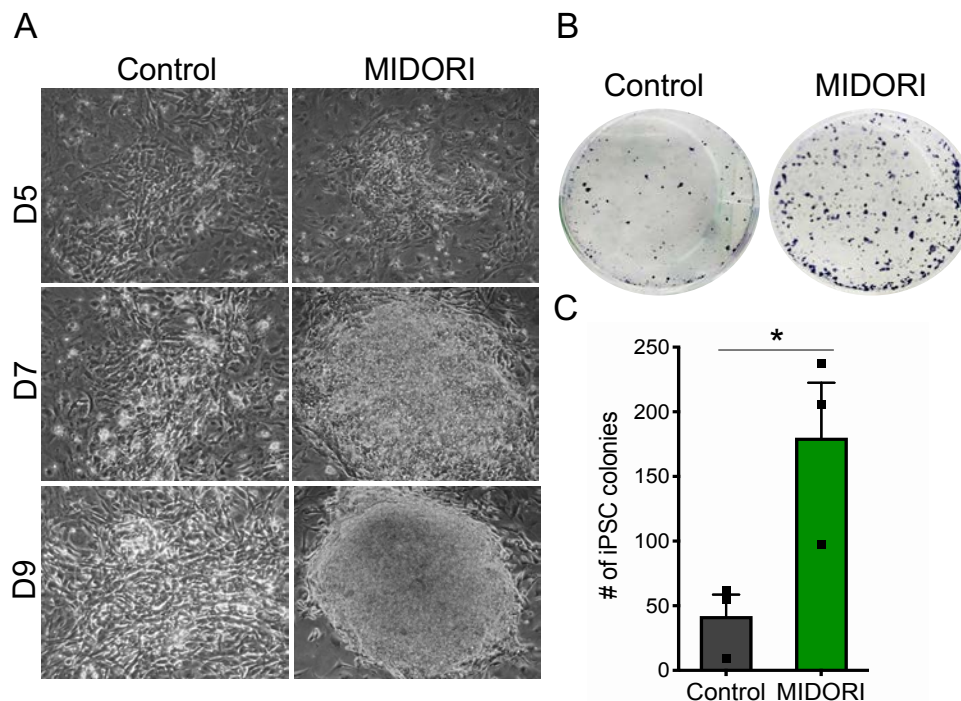 A
Control MIDORI
D5
D7
D9
B
Control MIDORI
C
*
# of iPSC colonies
250
200
150
100
50
0
Control MIDORI